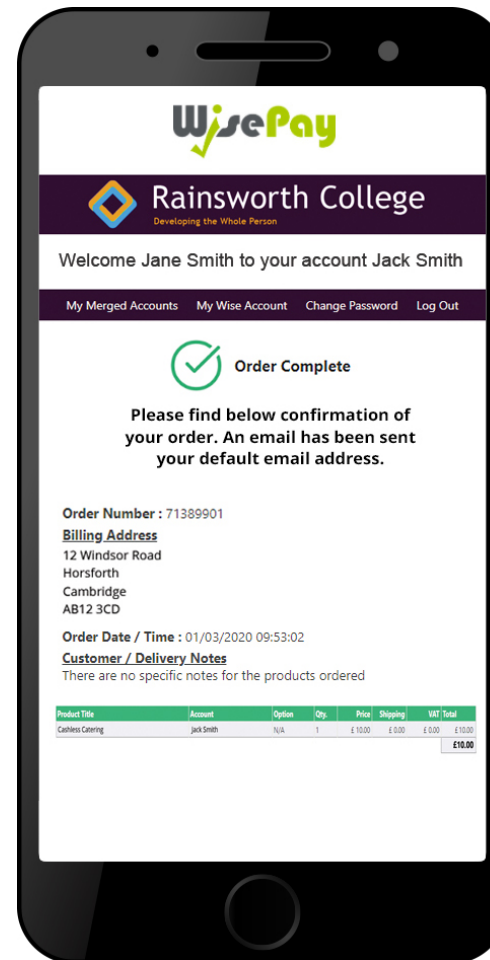 WisePay
Rainsworth College
Developing the Whole Person
Welcome Jane Smith to your account Jack Smith
My Merged Accounts My Wise Account Change Password Log Out
Order Complete
Please find below confirmation of
your order. An email has been sent
your default email address.
Order Number : 71389901
Billing Address
12 Windsor Road
Horsforth
Cambridge
AB12 3CD
Order Date / Time : 01/03/2020 09:53:02
Customer / Delivery Notes
There are no specific notes for the products ordered
Product Title Account Option Qty. Price Shipping VAT Total
Cashless Catering Jack Smith N/A 1 £ 10.00 £ 0.00 £ 0.00 £ 10.00
£10.00